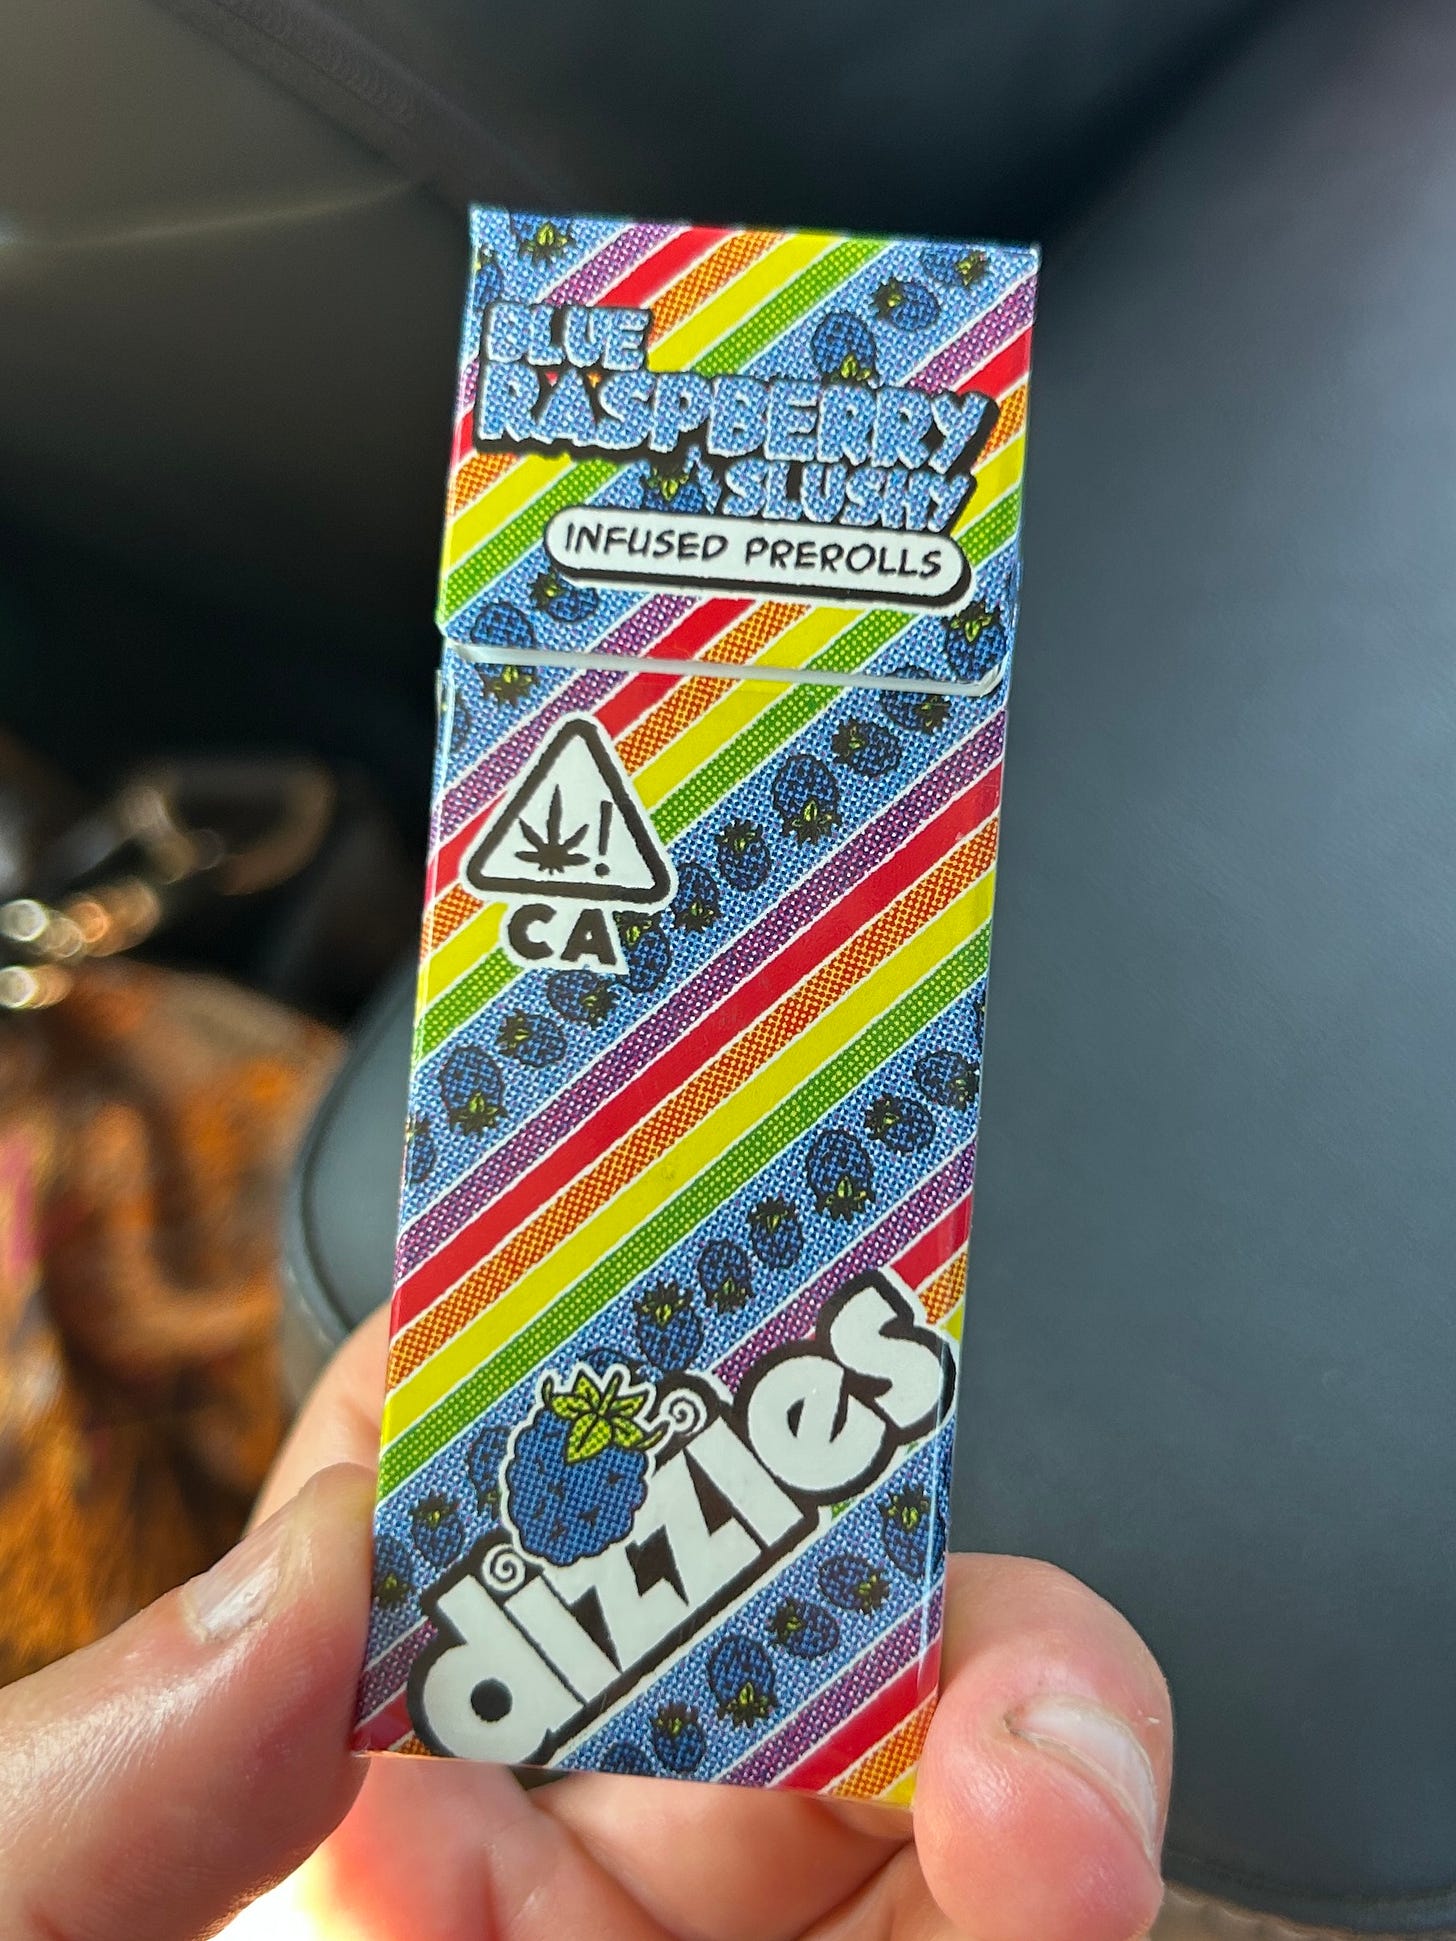 BLUE
RASPBERRY
SLUSHY
INFUSED PREROLLS
!
CA
dizzies